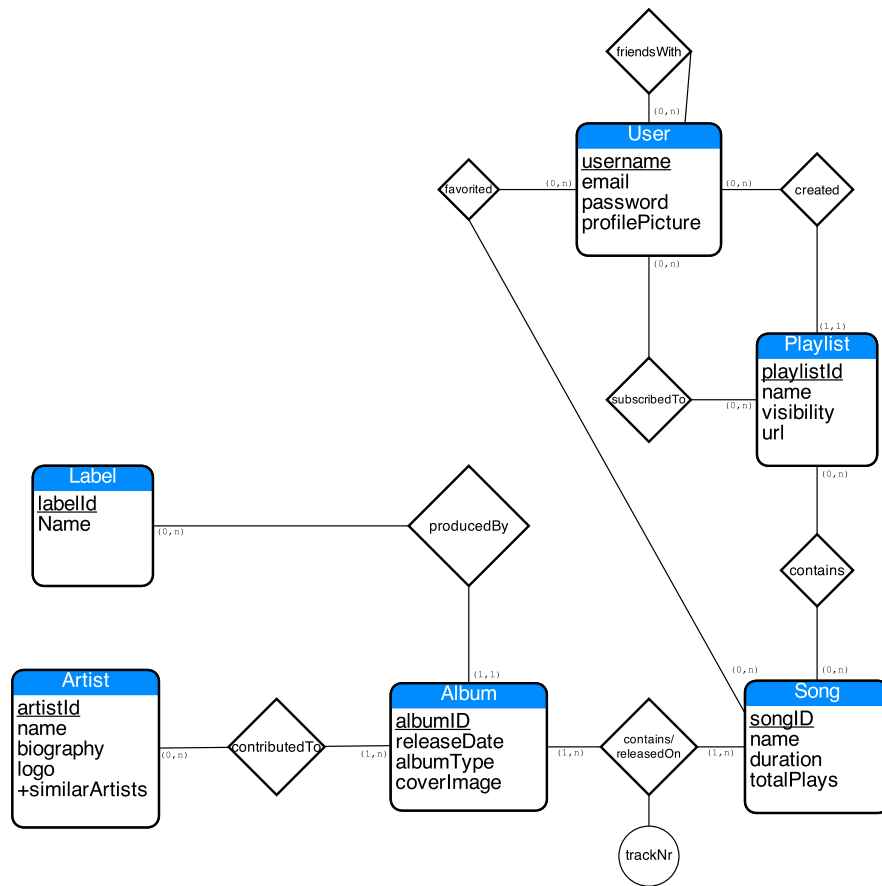 friendsWith
(0,n)
User
username
email
password
profilePicture
favorited
(0,n)
(0,n)
created
(0,n)
(1,1)
Playlist
playlistId
name
visibility
url
subscribedTo
(0,n)
(0,n)
Label
labelId
Name
(0,n)
producedBy
contains
(1,1)
(0,n)
(0,n)
Artist
artistId
name
biography
logo
+similarArtists
(0,n)
contributedTo
(1,n)
Album
albumID
releaseDate
albumType
coverImage
(1,n)
contains/
releasedOn
(1,n)
Song
songID
name
duration
totalPlays
trackNr